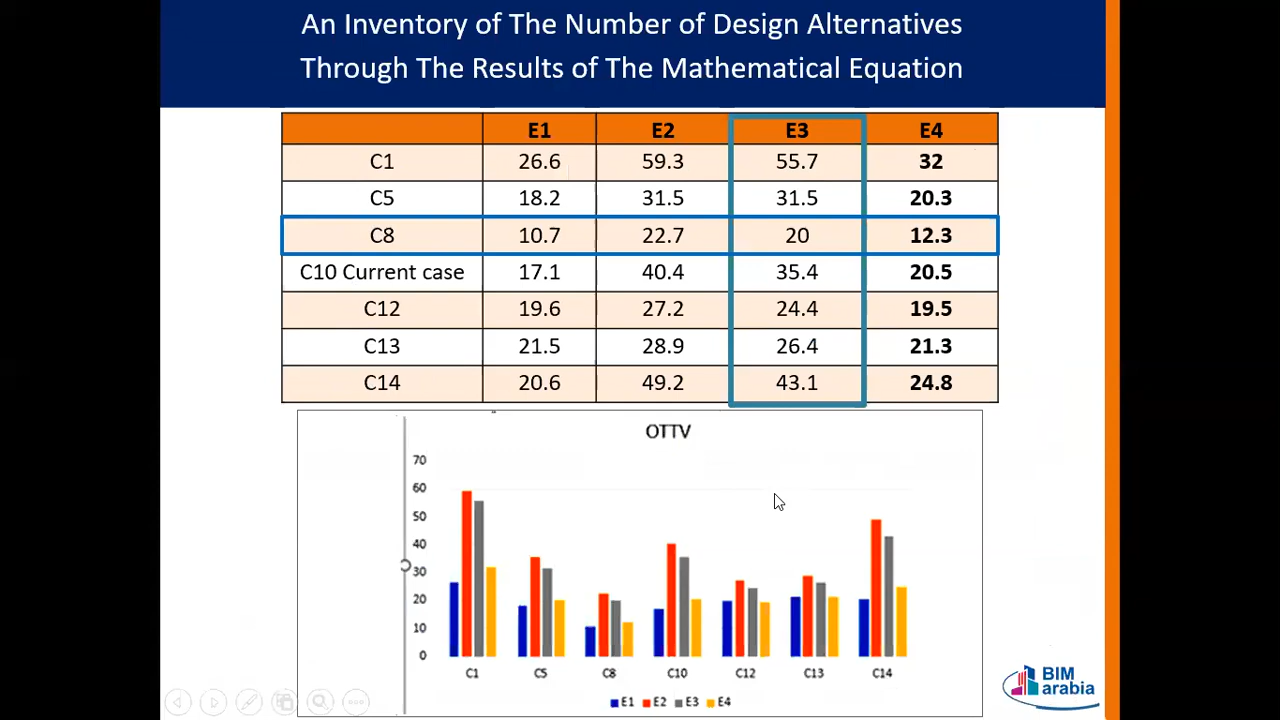 An Inventory of The Number of Design Alternatives
Through The Results of The Mathematical Equation
E1 E2 E3 E4
C1 26.6 59.3 55.7 32
C5 18.2 31.5 31.5 20.3
C8 10.7 22.7 20 12.3
C10 Current case 17.1 40.4 35.4 20.5
C12 19.6 27.2 24.4 19.5
C13 21.5 28.9 26.4 21.3
C14 20.6 49.2 43.1 24.8
OTTV
70
60
50
40
30
20
10
0
C1 C5 C8 C10 C12 C13 C14
E1 E2 E3 E4
BIM
arabia